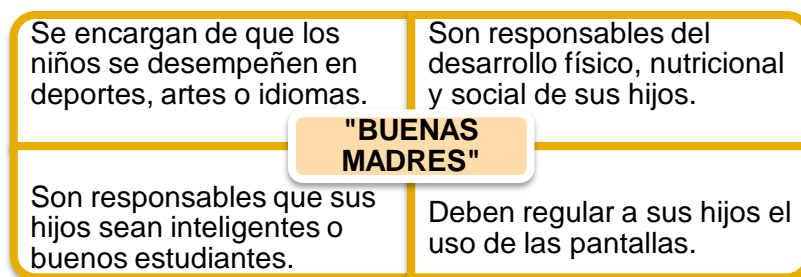 Se encargan de que los
niños se desempeñen en
deportes, artes o idiomas.
Son responsables del
desarrollo físico, nutricional
y social de sus hijos.
"BUENAS
MADRES"
Son responsables que sus
hijos sean inteligentes o
buenos estudiantes.
Deben regular a sus hijos el
uso de las pantallas.